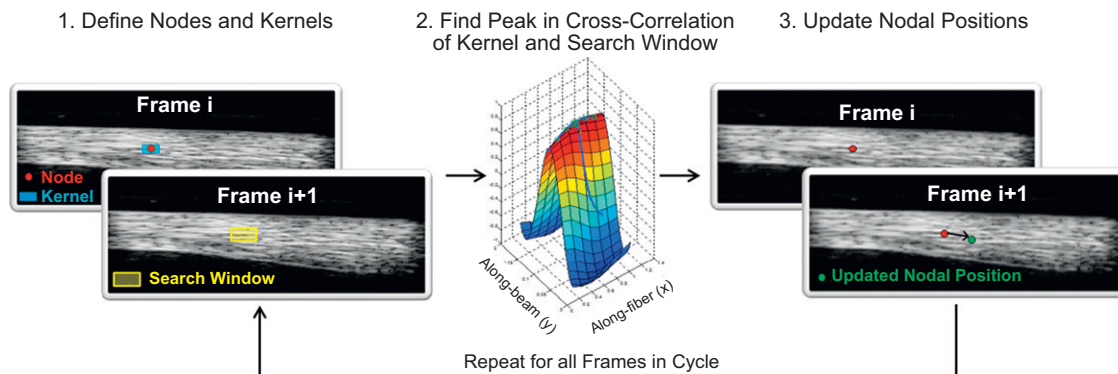 1. Define Nodes and Kernels
2. Find Peak in Cross-Correlation
of Kernel and Search Window
3. Update Nodal Positions
Frame i
Node
Kernel
Frame i+1
Search Window
Along-beam (y)
Along-fiber (x)
Frame i
Frame i+1
Updated Nodal Position
Repeat for all Frames in Cycle